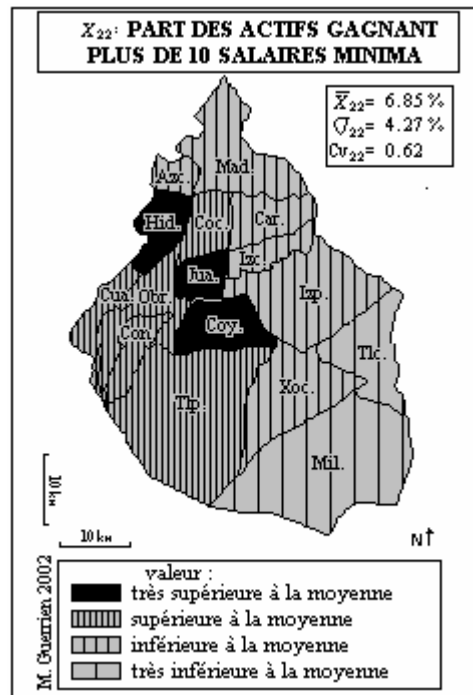 X22: PART DES ACTIFS GAGNANT
PLUS DE 10 SALAIRES MINIMA
X̅22= 6.85 %
σ22= 4.27 %
Cv22= 0.62
Azc.
Mad.
Hid.
Coc.
Car.
Jua.
Izc.
Cua.
Obr.
Izp.
Con.
Coy.
Tlc.
Tlp.
Xoc.
Mil.
10 km
10 km
N↑
M. Guerrien 2002
valeur :
très supérieure à la moyenne
supérieure à la moyenne
inférieure à la moyenne
très inférieure à la moyenne